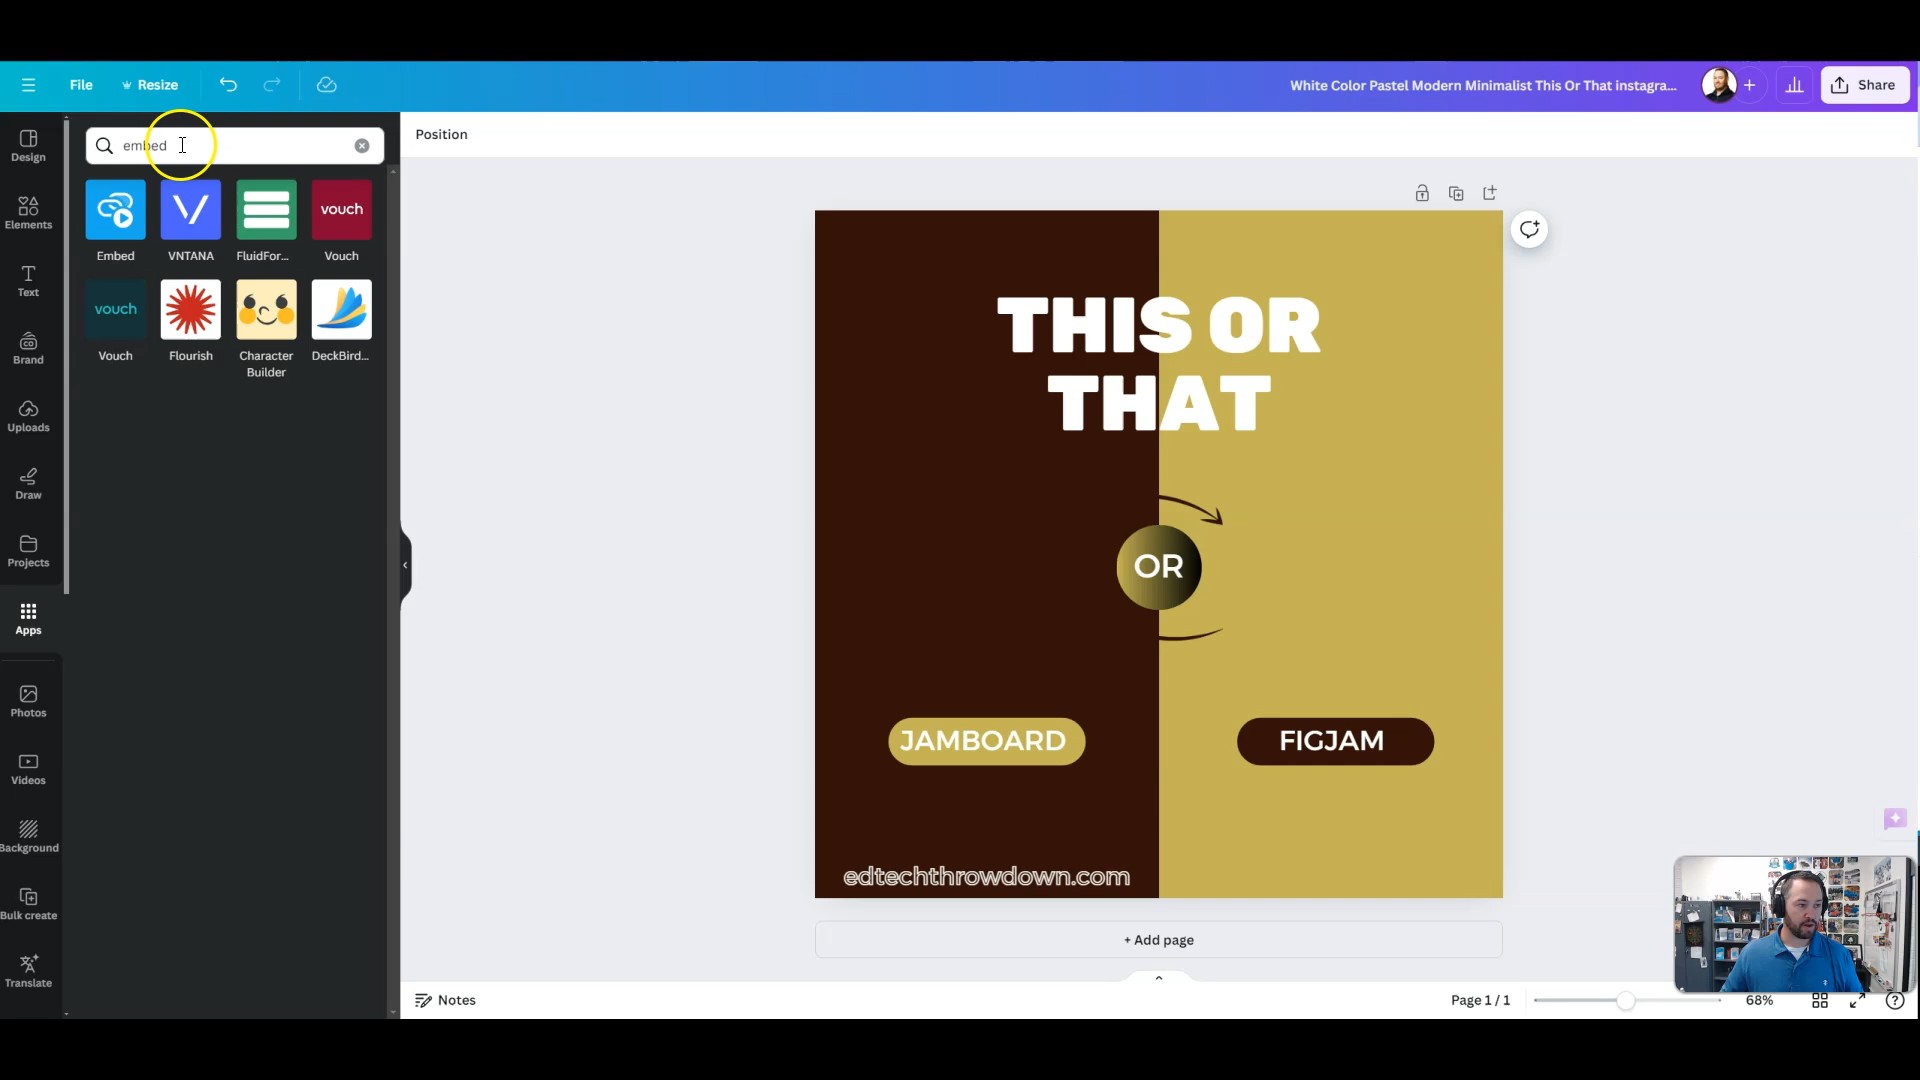 File
Resize
White Color Pastel Modern Minimalist This Or That instagra...
Share
Design
Elements
Text
Brand
Uploads
Draw
Projects
Apps
Photos
Videos
Background
Bulk create
Translate
embed
Embed
VNTANA
FluidFor...
vouch
Vouch
vouch
Vouch
Flourish
Character
Builder
DeckBird...
Position
THIS OR
THAT
OR
JAMBOARD
FIGJAM
edtechthrowdown.com
+ Add page
Notes
Page 1 / 1
68%